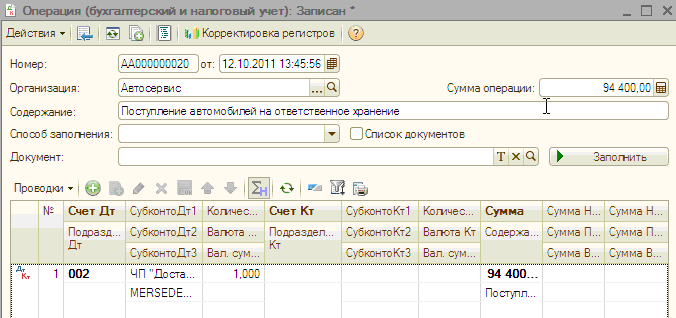 Операция (бухгалтерский и налоговый учет): Записан *
Действия Корректировка регистров ?
Номер: АА000000020 от: 12.10.2011 13:45:56
Организация: Автосервис ... Сумма операции: 94 400,00
Содержание: Поступление автомобилей на ответственное хранение
Способ заполнения: Список документов
Документ: T Заполнить
Проводки
№ Счет Дт СубконтоДт1 Количес... Счет Кт СубконтоКт1 Количес... Сумма Сумма Н... Сумма Н...
Подразд... Дт СубконтоДт2 Валюта ... Подраздел... Кт СубконтоКт2 Валюта Кт Содержа... Сумма П... Сумма П...
СубконтоДт3 Вал. сум... СубконтоКт3 Вал. сум... Сумма В... Сумма В...
Дт Кт 1 002 ЧП "Доста... 1,000 94 400...
MERSEDE... Поступл...